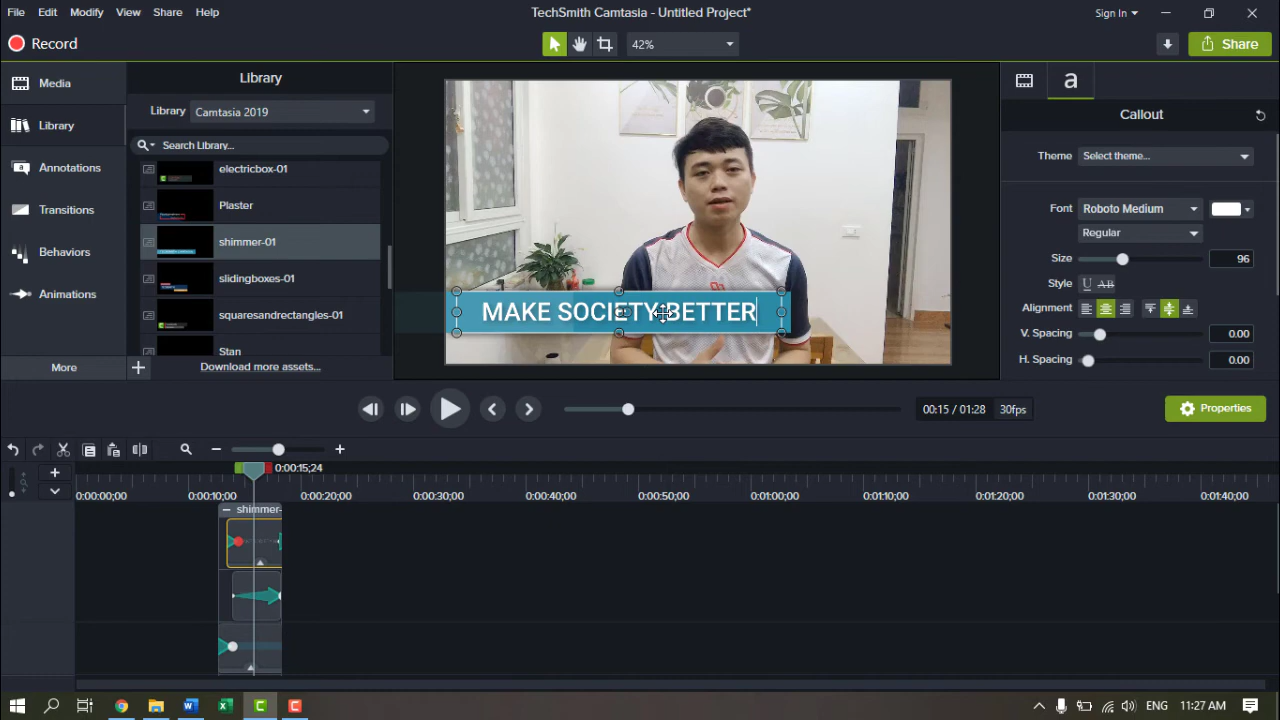 File Edit Modify View Share Help
TechSmith Camtasia - Untitled Project*
Sign In
Record
42%
Share
Media
Library
Annotations
Transitions
Behaviors
Animations
More
Library
Library Camtasia 2019
Search Library...
electricbox-01
Plaster
shimmer-01
slidingboxes-01
squaresandrectangles-01
Stan
Download more assets...
MAKE SOCIETY BETTER
a
Callout
Theme Select theme...
Font Roboto Medium
Regular
Size 96
Style U AB
Alignment
V. Spacing 0.00
H. Spacing 0.00
00:15 / 01:28 30fps
Properties
0:00:15;24
0:00:00;00 0:00:10;00 0:00:20;00 0:00:30;00 0:00:40;00 0:00:50;00 0:01:00;00 0:01:10;00 0:01:20;00 0:01:30;00 0:01:40;00
shimmer-
ENG 11:27 AM